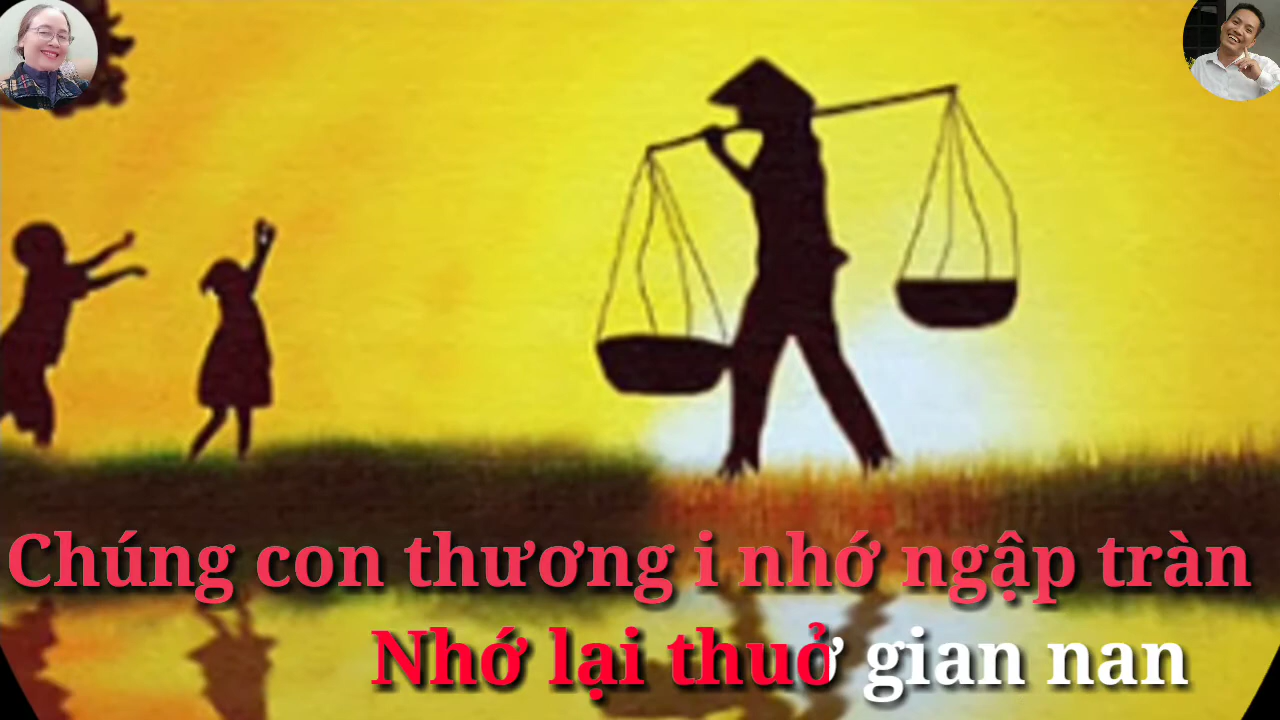 Chúng con thương i nhớ ngập tràn
Nhớ lại thuở gian nan